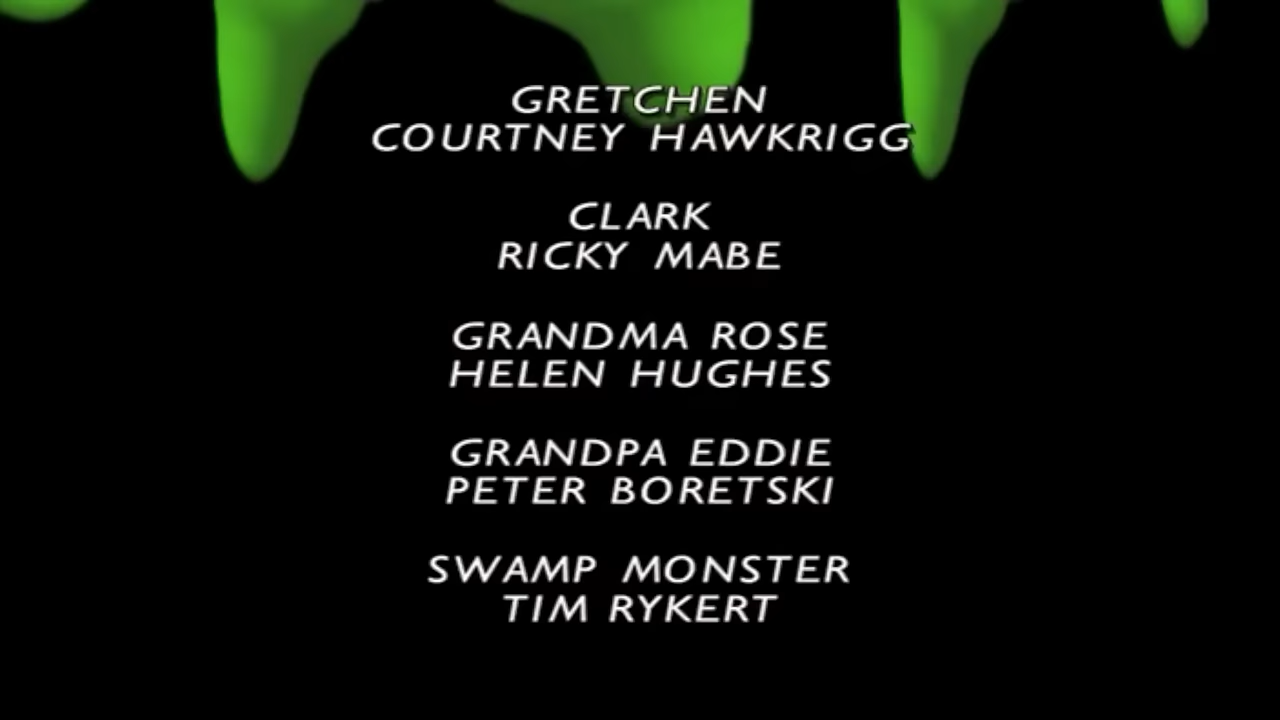 GRETCHEN
COURTNEY HAWKRIGG
CLARK
RICKY MABE
GRANDMA ROSE
HELEN HUGHES
GRANDPA EDDIE
PETER BORETSKI
SWAMP MONSTER
TIM RYKERT